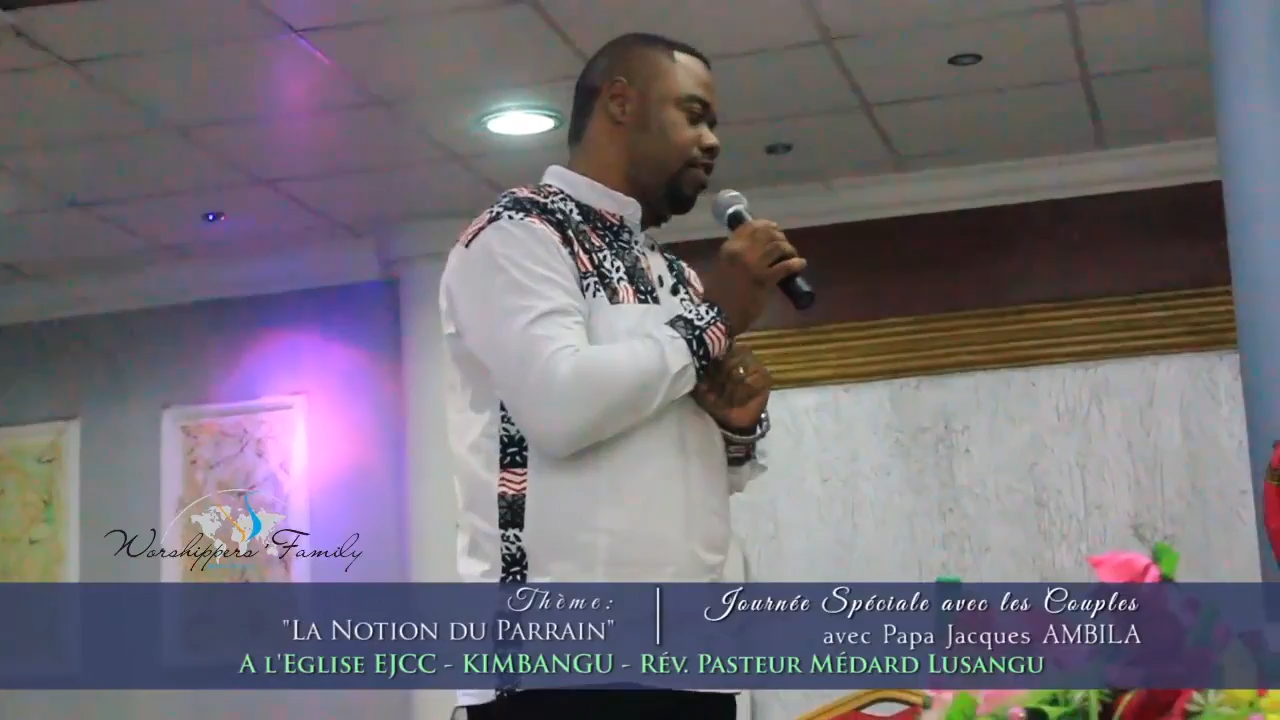 Worshippers' Family
Thème:
"LA NOTION DU PARRAIN"
Journée Spéciale avec les Couples
avec Papa Jacques AMBILA
A l'EGLISE EJCC - KIMBANGU - RÉV. PASTEUR MÉDARD LUSANGU